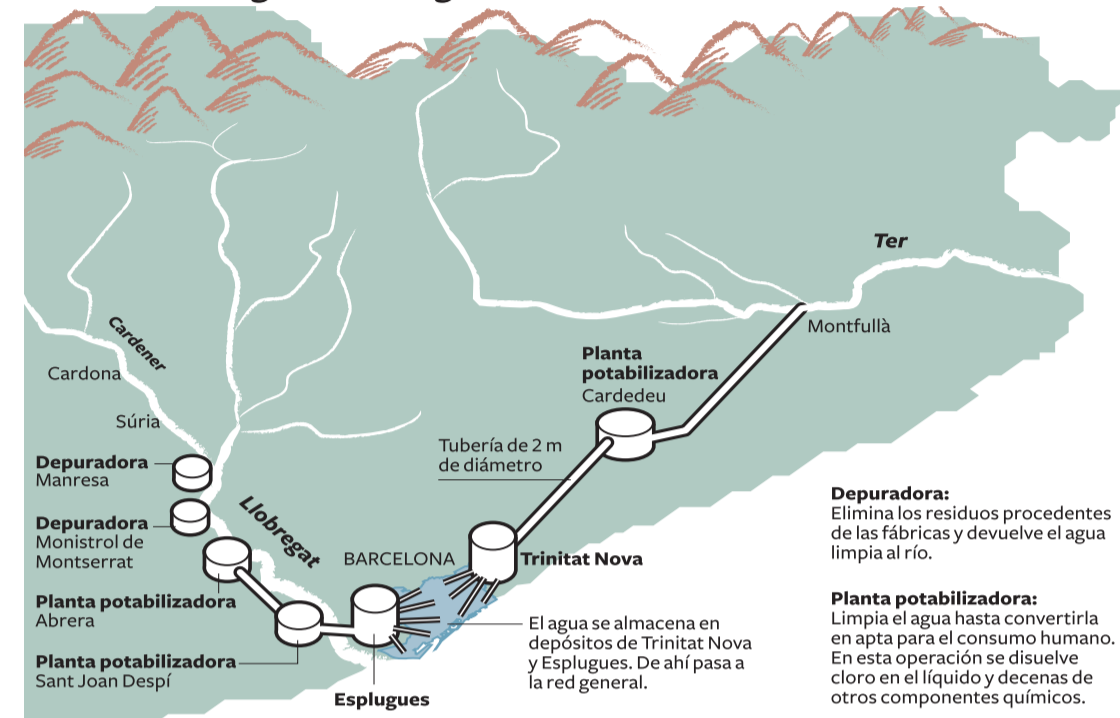 Ter
Montfullà
Planta
potabilizadora
Cardedeu
Tubería de 2 m
de diámetro
Cardener
Cardona
Súria
Depuradora
Manresa
Depuradora
Monistrol de
Montserrat
Llobregat
BARCELONA
Trinitat Nova
Planta potabilizadora
Abrera
Planta potabilizadora
Sant Joan Despí
Esplugues
El agua se almacena en
depósitos de Trinitat Nova
y Esplugues. De ahí pasa a
la red general.
Depuradora:
Elimina los residuos procedentes
de las fábricas y devuelve el agua
limpia al río.
Planta potabilizadora:
Limpia el agua hasta convertirla
en apta para el consumo humano.
En esta operación se disuelve
cloro en el líquido y decenas de
otros componentes químicos.